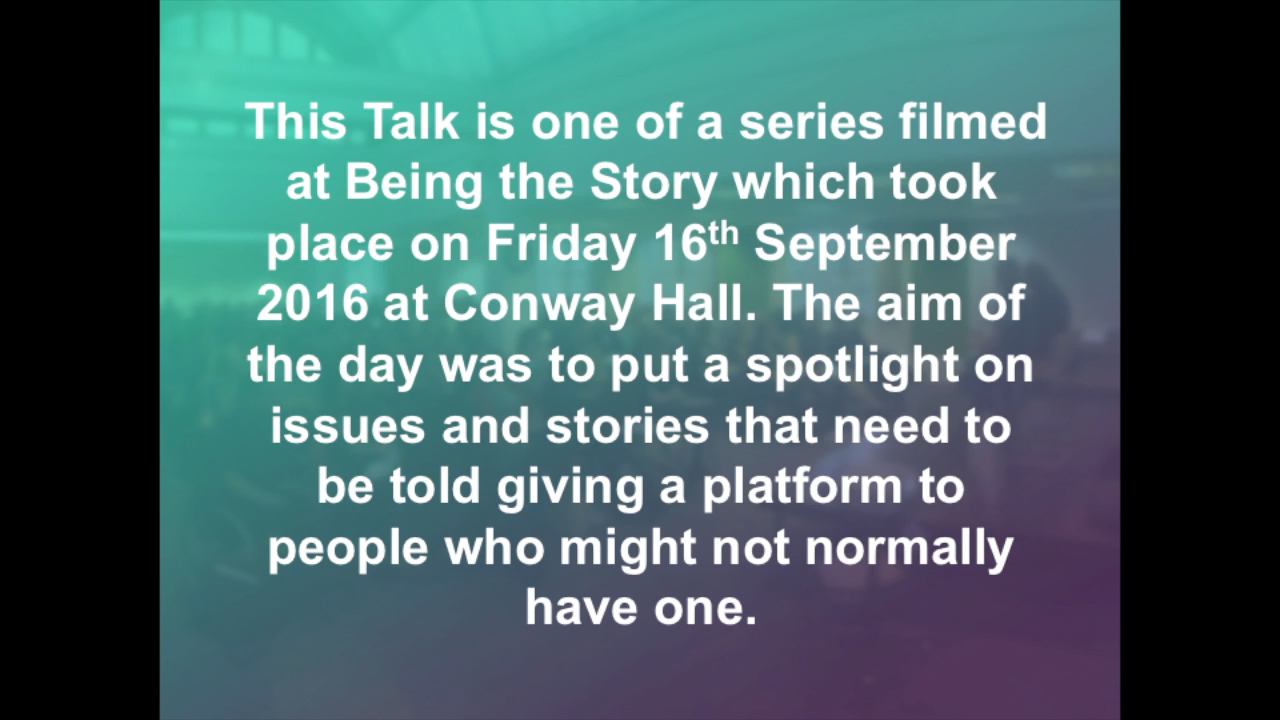 This Talk is one of a series filmed
at Being the Story which took
place on Friday 16th September
2016 at Conway Hall. The aim of
the day was to put a spotlight on
issues and stories that need to
be told giving a platform to
people who might not normally
have one.